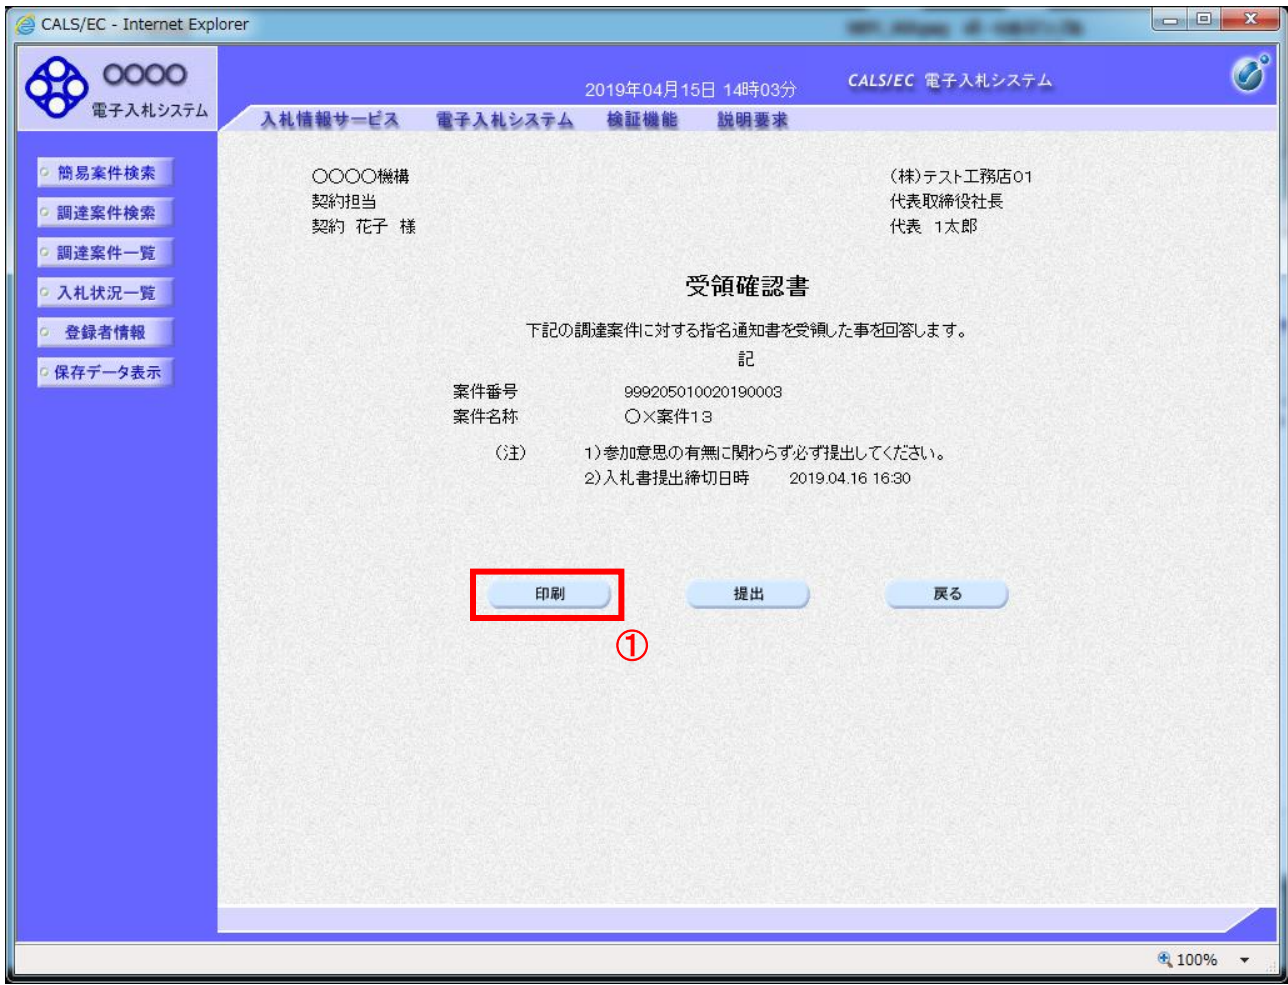 CALS/EC - Internet Explorer
○○○○
電子入札システム
2019年04月15日 14時03分
CALS/EC 電子入札システム
入札情報サービス 電子入札システム 検証機能 説明要求
簡易案件検索
調達案件検索
調達案件一覧
入札状況一覧
登録者情報
保存データ表示
○○○○機構
契約担当
契約 花子 様
(株)テスト工務店01
代表取締役社長
代表 1太郎
受領確認書
下記の調達案件に対する指名通知書を受領した事を回答します。
記
案件番号 999205010020190003
案件名称 ○×案件13
(注) 1)参加意思の有無に関わらず必ず提出してください。
2)入札書提出締切日時 2019.04.16 16:30
印刷 提出 戻る
①
100%